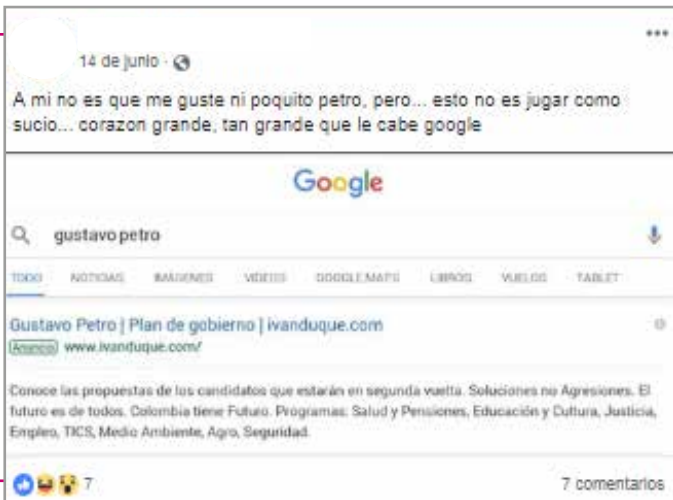 14 de junio
A mi no es que me guste ni poquito petro, pero... esto no es jugar como
sucio... corazon grande, tan grande que le cabe google
Google
gustavo petro
TODO NOTICIAS IMÁGENES VIDEOS GOOGLE MAPS LIBROS VUELOS TABLET
Gustavo Petro | Plan de gobierno | ivanduque.com
Anuncio www.ivanduque.com/
Conoce las propuestas de los candidatos que estarán en segunda vuelta. Soluciones no Agresiones. El
futuro es de todos. Colombia tiene Futuro. Programas: Salud y Pensiones, Educación y Cultura, Justicia,
Empleo, TICS, Medio Ambiente, Agro, Seguridad.
7
7 comentarios